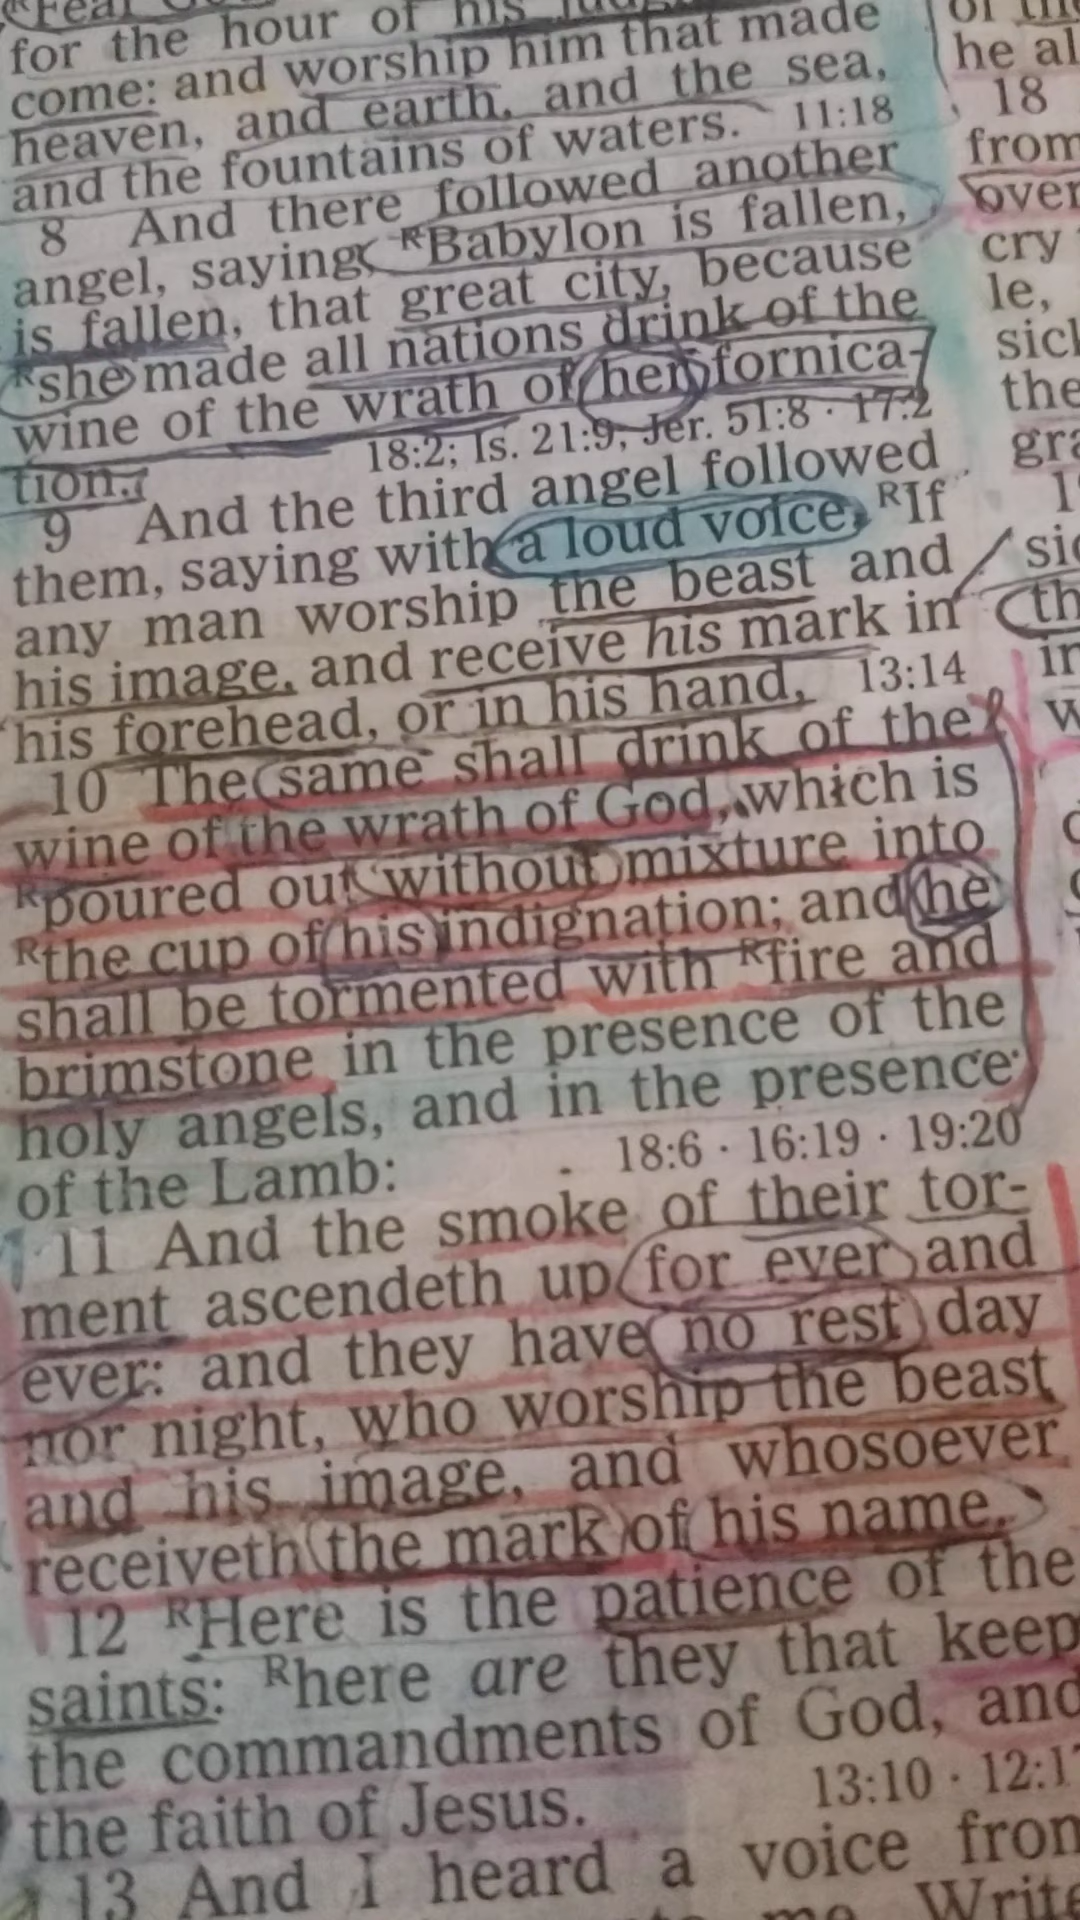 for the hour of his
come: and worship him that made
heaven, and earth, and the sea,
and the fountains of waters. 11:18
8 And there followed another
angel, saying, RBabylon is fallen,
is fallen, that great city, because
Rshe made all nations drink of the
wine of the wrath of her fornica-
tion. 18:2; Is. 21:9; Jer. 51:8 · 17:2
9 And the third angel followed
them, saying with a loud voice, RIf
any man worship the beast and
his image, and receive his mark in
his forehead, or in his hand, 13:14
10 The same shall drink of the
wine of the wrath of God, which is
Rpoured out without mixture into
Rthe cup of his indignation; and he
shall be tormented with Rfire and
brimstone in the presence of the
holy angels, and in the presence
of the Lamb: 18:6 · 16:19 · 19:20
11 And the smoke of their tor-
ment ascendeth up for ever and
ever: and they have no rest day
nor night, who worship the beast
and his image, and whosoever
receiveth the mark of his name.
12 RHere is the patience of the
saints: Rhere are they that keep
the commandments of God, and
the faith of Jesus. 13:10 · 12:1
13 And I heard a voice from
me, Write
he al
18
from
over
cry
le,
sick
the
gra